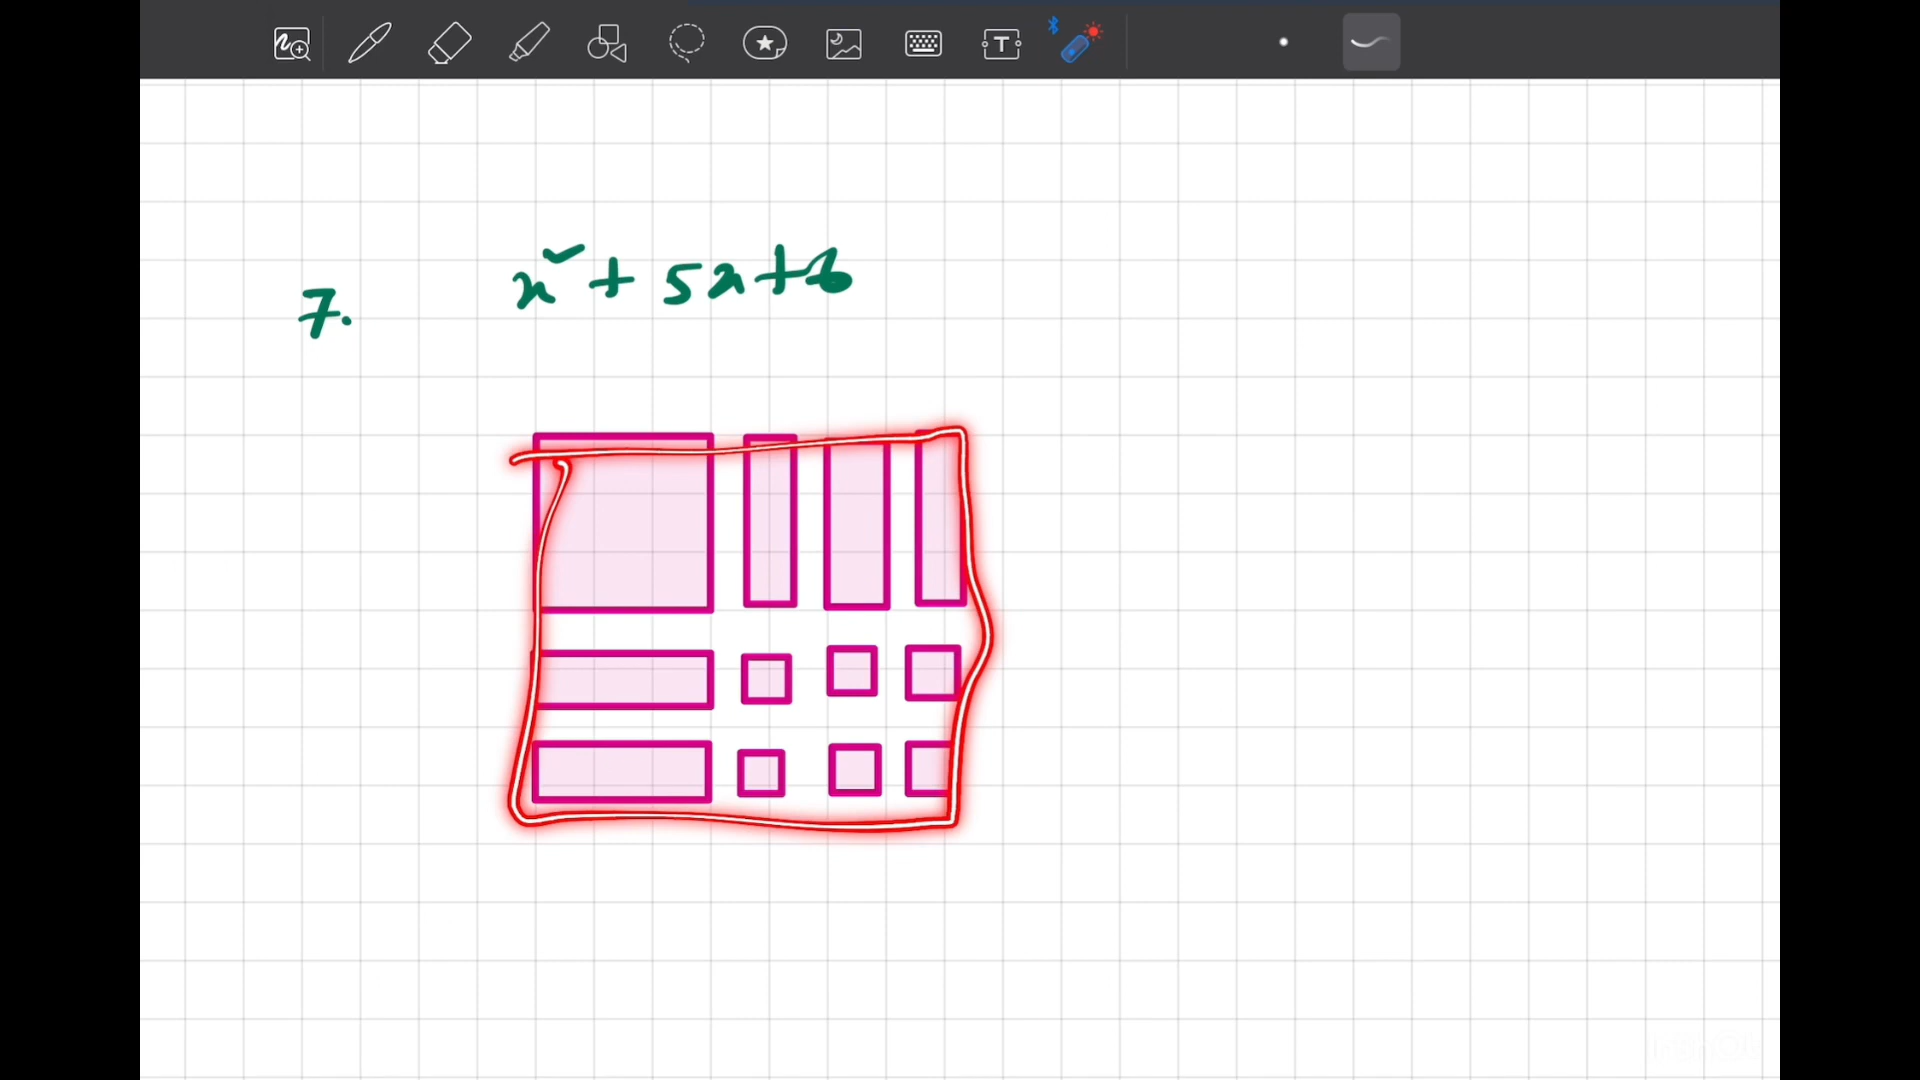 x² + 5x + 6
7.